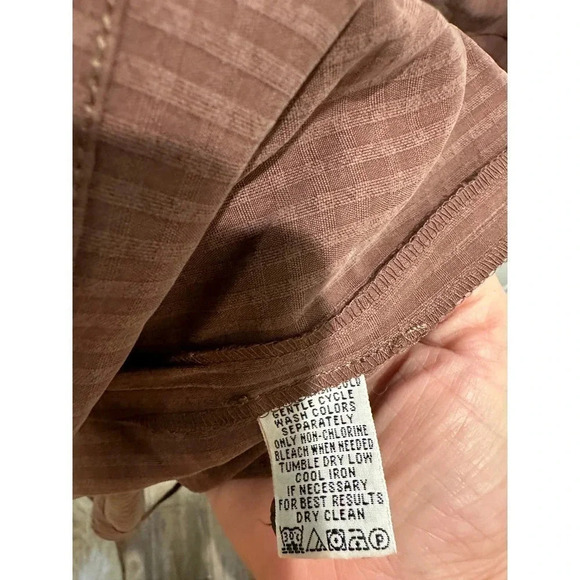 COLD
GENTLE CYCLE
WASH COLORS
SEPARATELY
ONLY NON-CHLORINE
BLEACH WHEN NEEDED
TUMBLE DRY LOW
COOL IRON
IF NECESSARY
FOR BEST RESULTS
DRY CLEAN
P